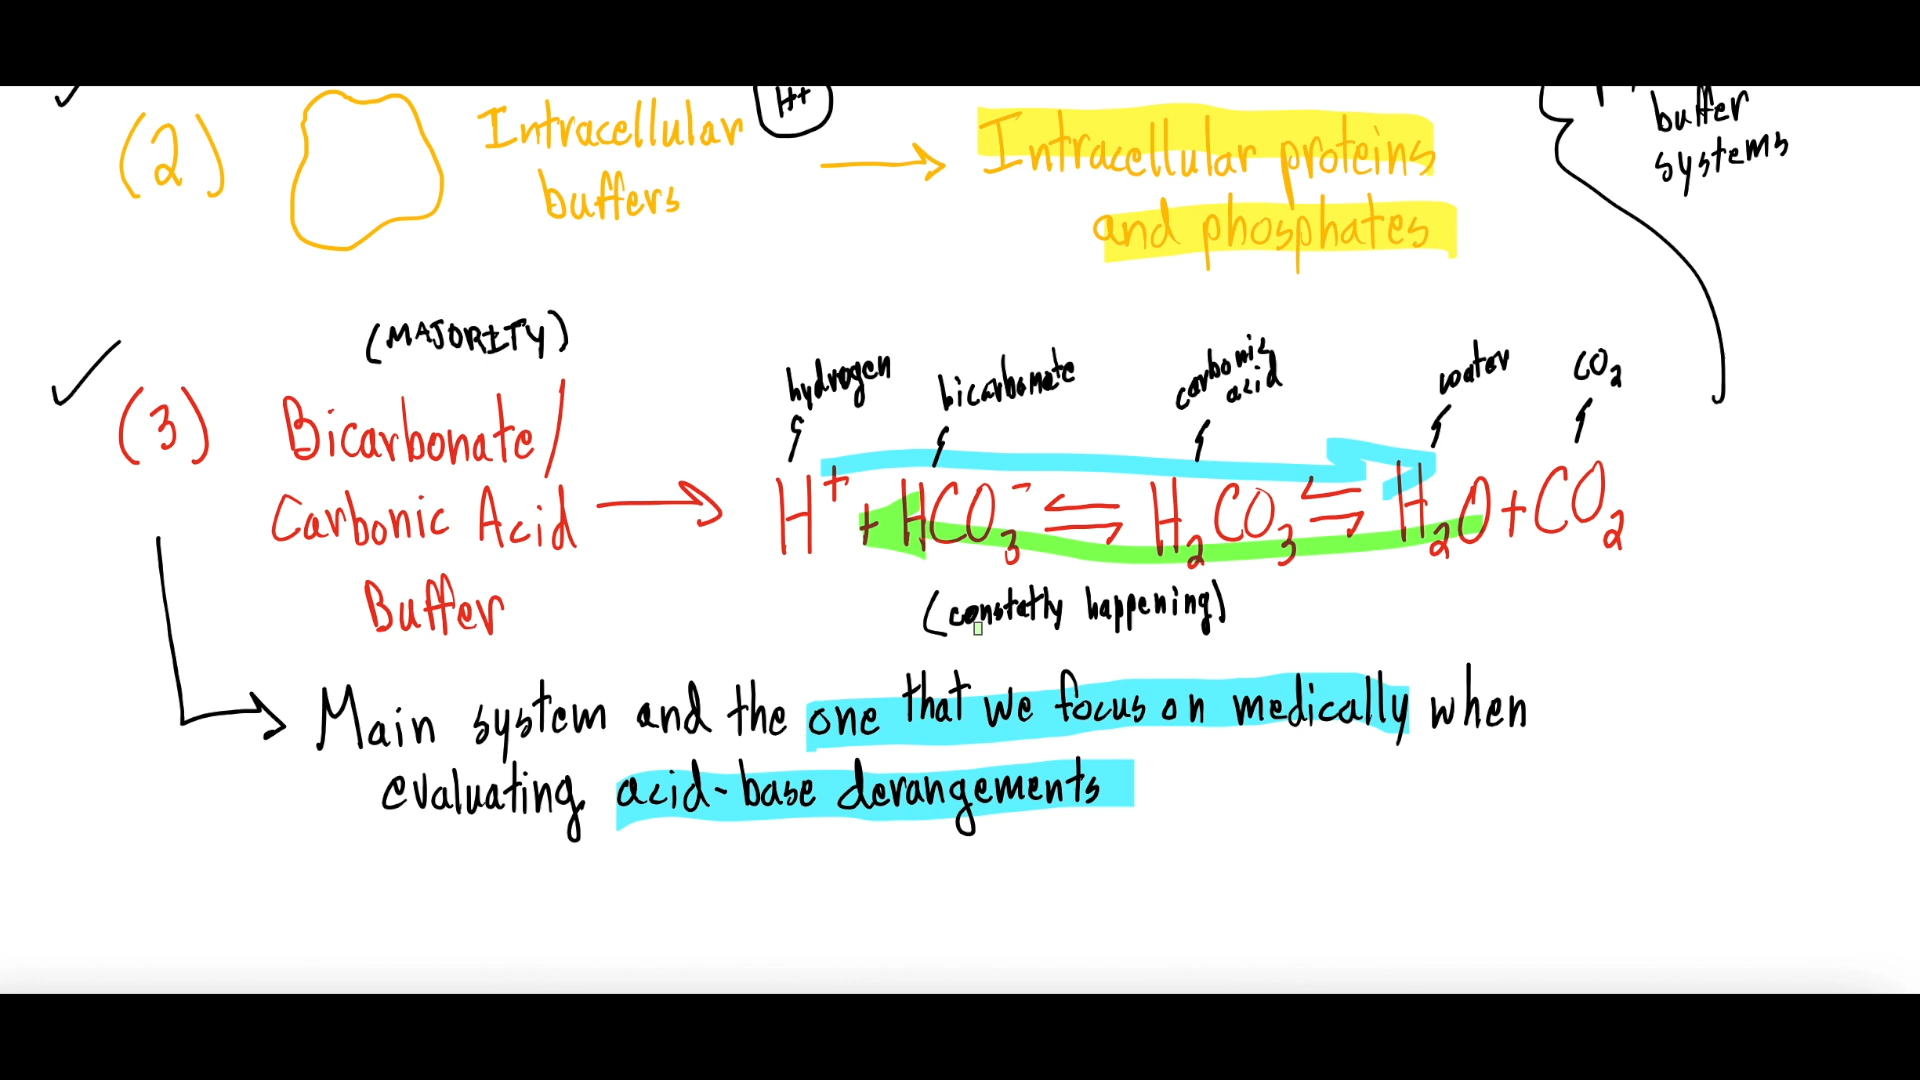 H+
buffer
systems
(2) Intracellular
buffers
Intracellular proteins
and phosphates
(MAJORITY)
hydrogen
bicarbonate
carbonic
acid
water
CO₂
(3) Bicarbonate/
Carbonic Acid
Buffer
H⁺ + HCO₃⁻ ⇌ H₂CO₃ ⇌ H₂O + CO₂
(constatly happening)
Main system and the one that we focus on medically when
evaluating acid-base derangements